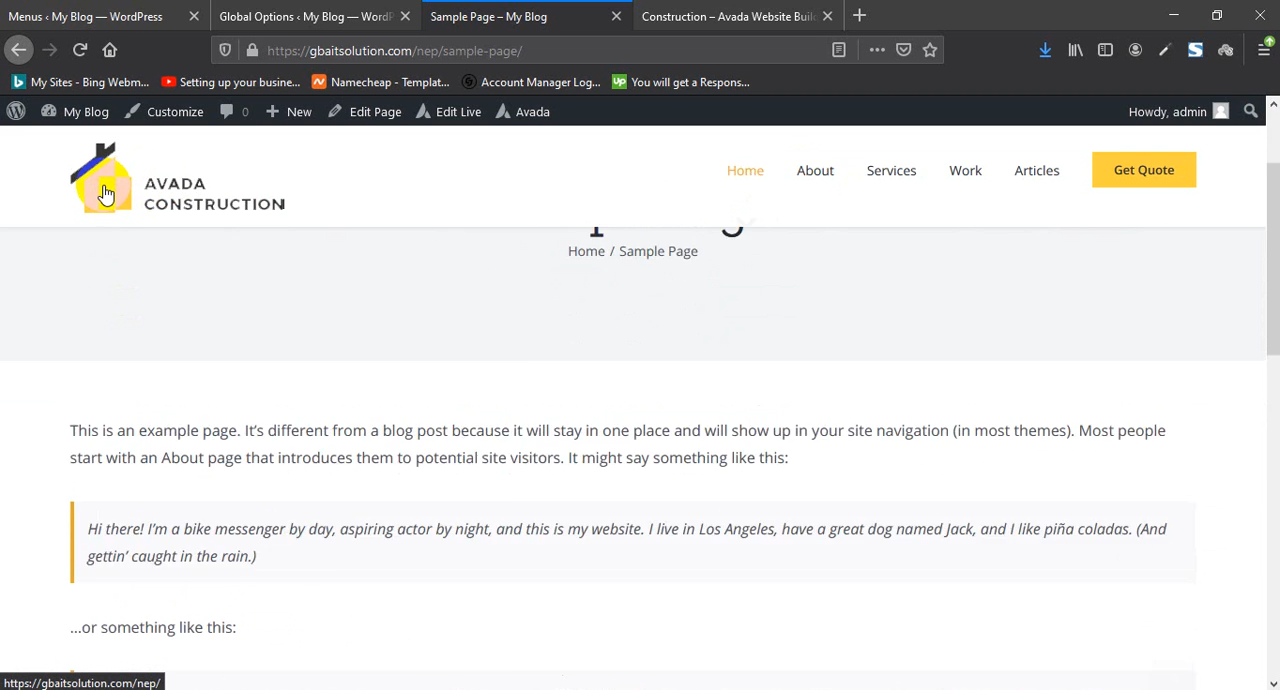 Menus ‹ My Blog — WordPress
Global Options ‹ My Blog — WordP
Sample Page – My Blog
Construction – Avada Website Buil
https://gbaitsolution.com/nep/sample-page/
My Sites - Bing Webm...
Setting up your busine...
Namecheap - Templat...
Account Manager Log...
You will get a Respons...
My Blog
Customize
0
New
Edit Page
Edit Live
Avada
Howdy, admin
AVADA
CONSTRUCTION
Home
About
Services
Work
Articles
Get Quote
Home / Sample Page
This is an example page. It’s different from a blog post because it will stay in one place and will show up in your site navigation (in most themes). Most people
start with an About page that introduces them to potential site visitors. It might say something like this:
Hi there! I’m a bike messenger by day, aspiring actor by night, and this is my website. I live in Los Angeles, have a great dog named Jack, and I like piña coladas. (And
gettin’ caught in the rain.)
...or something like this:
https://gbaitsolution.com/nep/